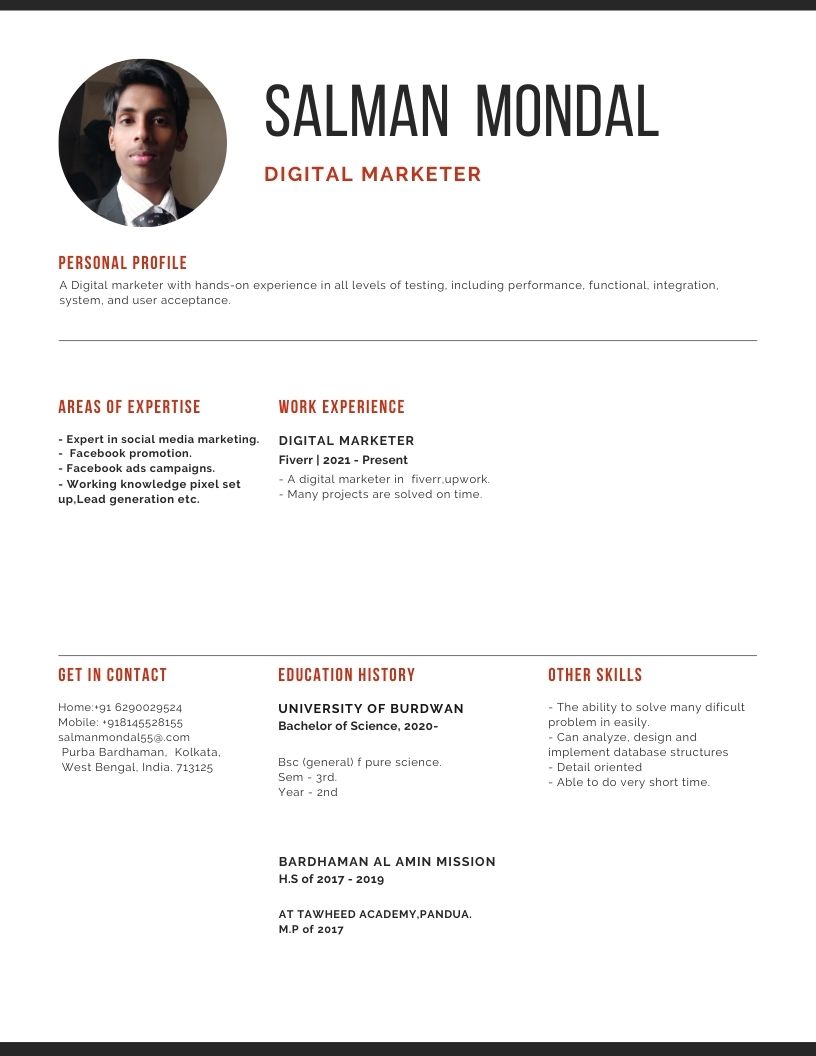 SALMAN MONDAL
DIGITAL MARKETER
PERSONAL PROFILE
A Digital marketer with hands-on experience in all levels of testing, including performance, functional, integration,
system, and user acceptance.
AREAS OF EXPERTISE
- Expert in social media marketing.
- Facebook promotion.
- Facebook ads campaigns.
- Working knowledge pixel set
up,Lead generation etc.
WORK EXPERIENCE
DIGITAL MARKETER
Fiverr | 2021 - Present
- A digital marketer in fiverr,upwork.
- Many projects are solved on time.
GET IN CONTACT
Home:+91 6290029524
Mobile: +918145528155
salmanmondal55@.com
Purba Bardhaman, Kolkata,
West Bengal, India. 713125
EDUCATION HISTORY
UNIVERSITY OF BURDWAN
Bachelor of Science, 2020-
Bsc (general) f pure science.
Sem - 3rd.
Year - 2nd
BARDHAMAN AL AMIN MISSION
H.S of 2017 - 2019
AT TAWHEED ACADEMY,PANDUA.
M.P of 2017
OTHER SKILLS
- The ability to solve many dificult
problem in easily.
- Can analyze, design and
implement database structures
- Detail oriented
- Able to do very short time.